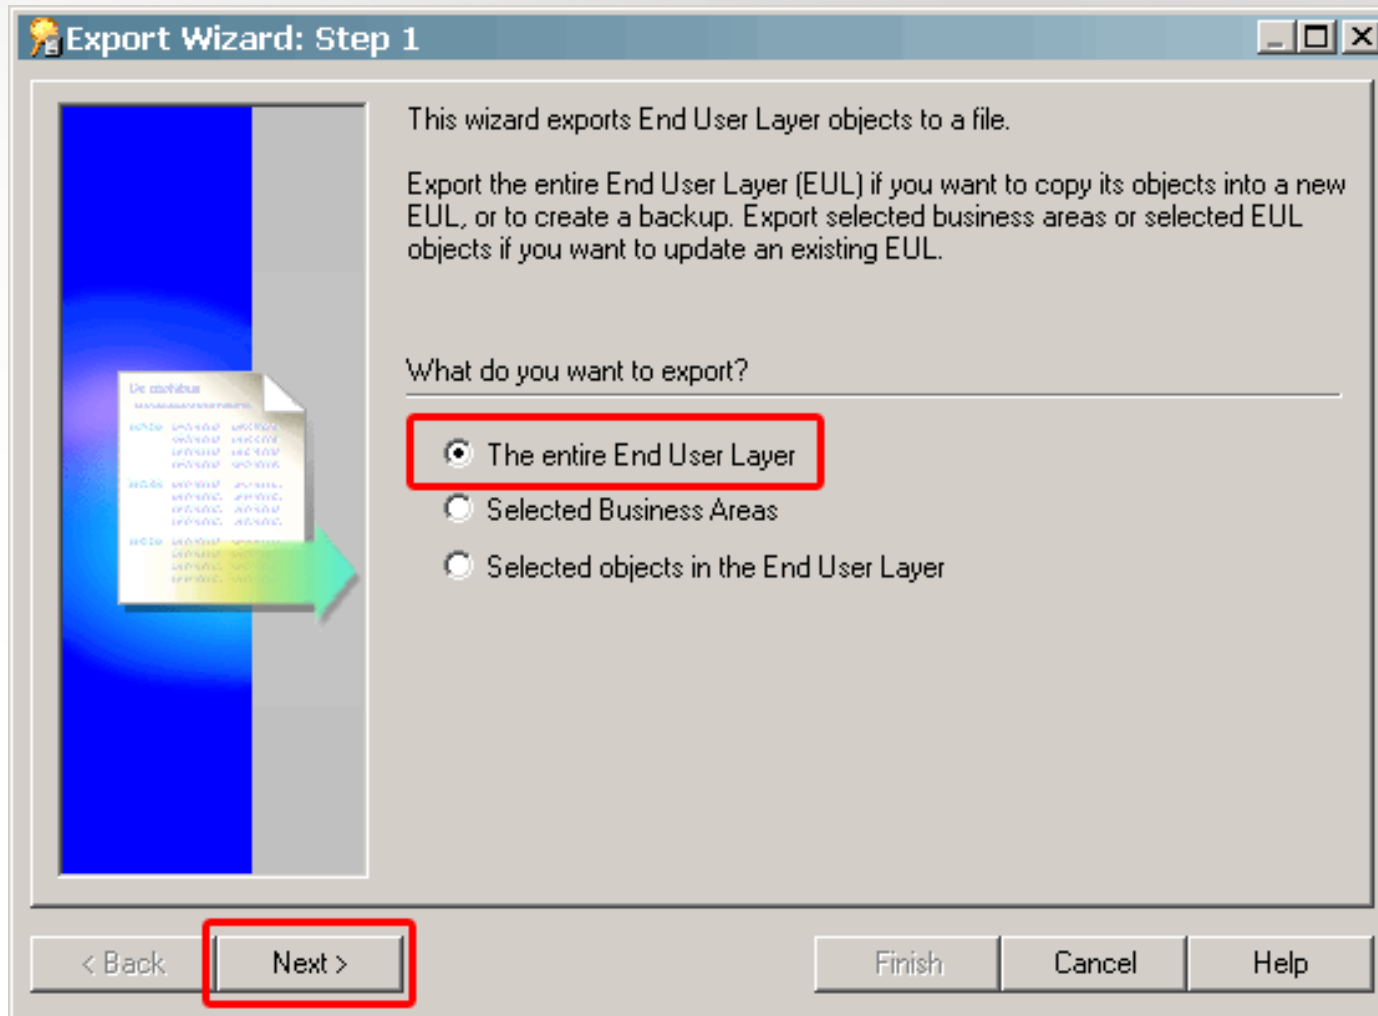 Export Wizard: Step 1
This wizard exports End User Layer objects to a file.
Export the entire End User Layer (EUL) if you want to copy its objects into a new
EUL, or to create a backup. Export selected business areas or selected EUL
objects if you want to update an existing EUL.
What do you want to export?
The entire End User Layer
Selected Business Areas
Selected objects in the End User Layer
< Back
Next >
Finish
Cancel
Help